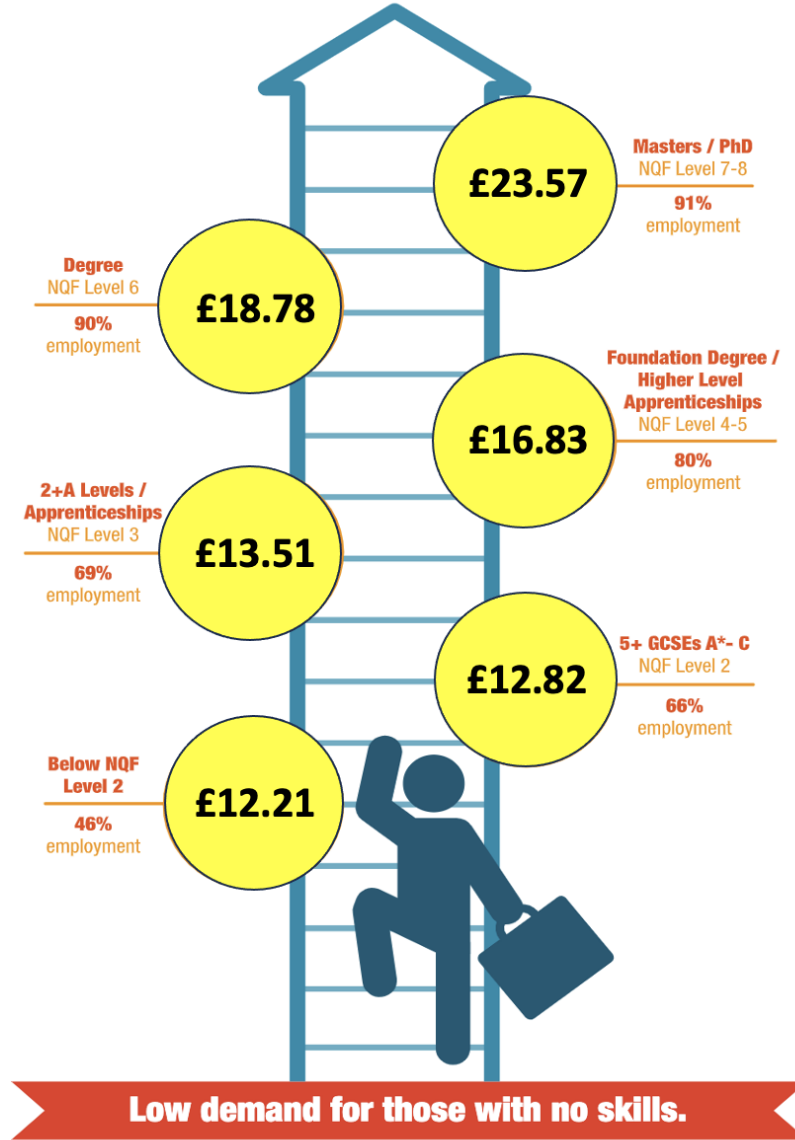 £23.57
Masters / PhD
NQF Level 7-8
91%
employment
Degree
NQF Level 6
90%
employment
£18.78
£16.83
Foundation Degree /
Higher Level
Apprenticeships
NQF Level 4-5
80%
employment
2+A Levels /
Apprenticeships
NQF Level 3
69%
employment
£13.51
£12.82
5+ GCSEs A*- C
NQF Level 2
66%
employment
Below NQF
Level 2
46%
employment
£12.21
Low demand for those with no skills.